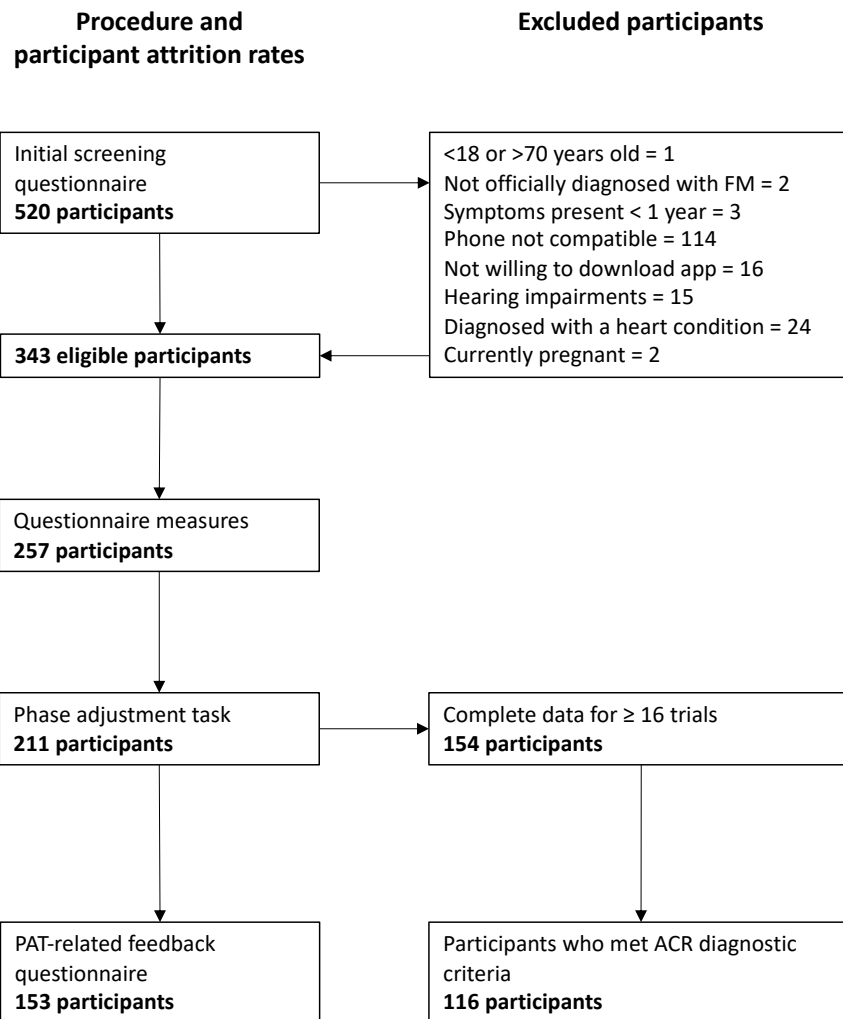 Procedure and
participant attrition rates
Excluded participants
Initial screening
questionnaire
520 participants
<18 or >70 years old = 1
Not officially diagnosed with FM = 2
Symptoms present < 1 year = 3
Phone not compatible = 114
Not willing to download app = 16
Hearing impairments = 15
Diagnosed with a heart condition = 24
Currently pregnant = 2
343 eligible participants
Questionnaire measures
257 participants
Phase adjustment task
211 participants
Complete data for ≥ 16 trials
154 participants
PAT-related feedback
questionnaire
153 participants
Participants who met ACR diagnostic
criteria
116 participants